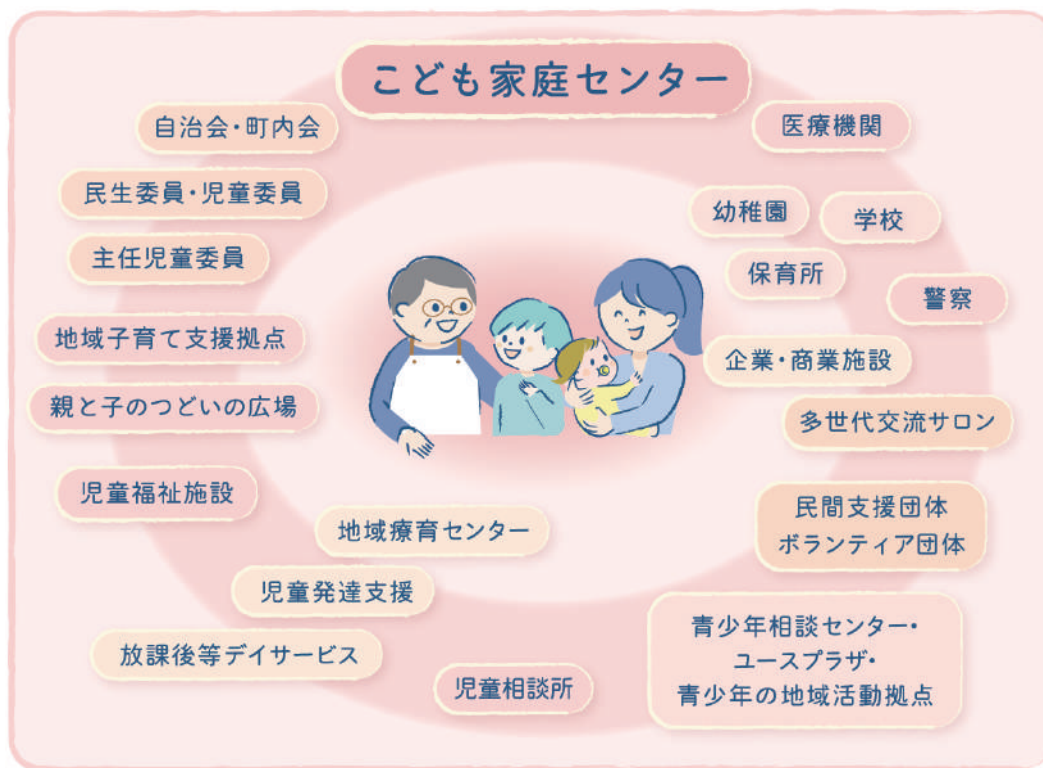 こども家庭センター
自治会・町内会
医療機関
民生委員・児童委員
幼稚園
学校
主任児童委員
保育所
警察
地域子育て支援拠点
企業・商業施設
親と子のつどいの広場
多世代交流サロン
児童福祉施設
民間支援団体
ボランティア団体
地域療育センター
児童発達支援
青少年相談センター・
ユースプラザ・
青少年の地域活動拠点
放課後等デイサービス
児童相談所